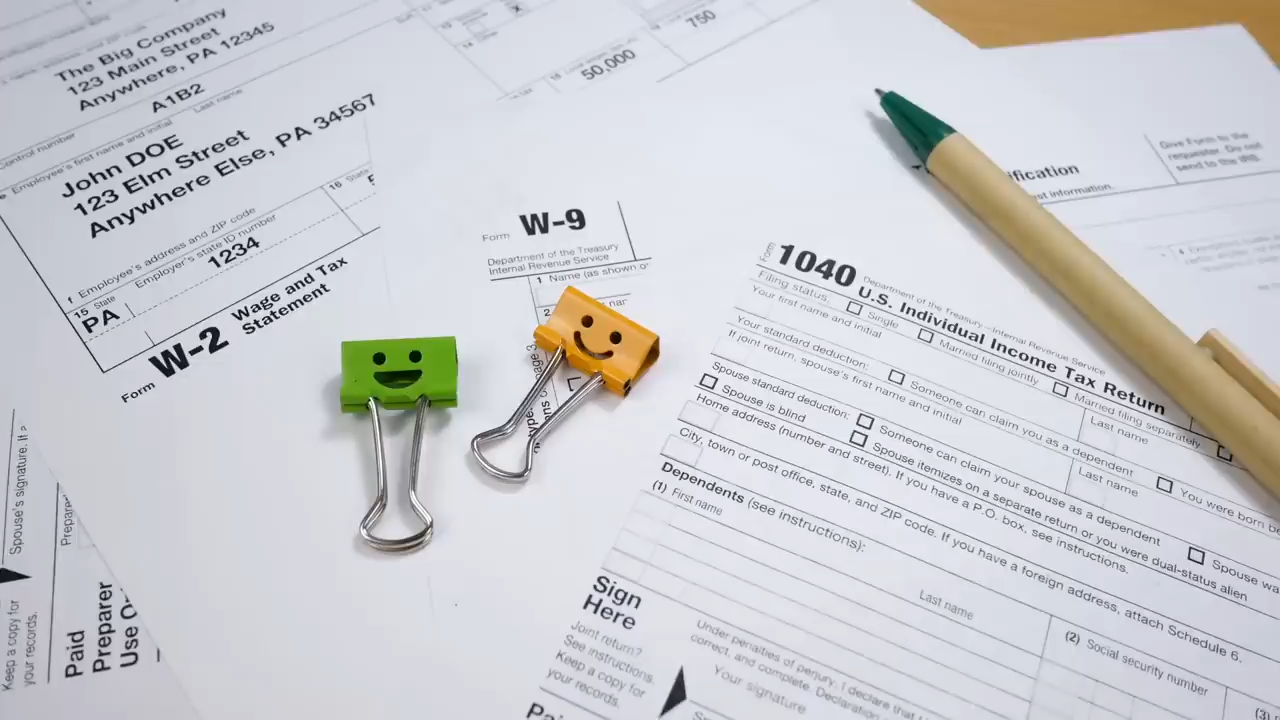 The Big Company
123 Main Street
Anywhere, PA 12345
A1B2
Control number
Employee's first name and initial
Last name
John DOE
123 Elm Street
Anywhere Else, PA 34567
f Employee's address and ZIP code
15 State
Employer's state ID number
16 State
PA
1234
Form W-2 Wage and Tax
Statement
50,000
750
Form W-9
Department of the Treasury
Internal Revenue Service
1 Name (as shown o
2
page 3.
Give Form to the
requester. Do not
send to the IRS.
ification
st information.
Form 1040 Department of the Treasury—Internal Revenue Service
U.S. Individual Income Tax Return
Filing status:
Single
Married filing jointly
Married filing separately
Your first name and initial
Last name
Your standard deduction:
Someone can claim you as a dependent
You were born be
If joint return, spouse's first name and initial
Last name
Spouse standard deduction:
Someone can claim your spouse as a dependent
Spouse wa
Spouse is blind
Spouse itemizes on a separate return or you were dual-status alien
Home address (number and street). If you have a P.O. box, see instructions.
City, town or post office, state, and ZIP code. If you have a foreign address, attach Schedule 6.
Dependents (see instructions):
(1) First name
Last name
(2) Social security number
(3)
Sign
Here
Joint return?
See instructions.
Keep a copy for
your records.
Under penalties of perjury, I declare that I
correct, and complete. Declaration
Your signature
Spouse's signature. If
Keep a copy for
your records.
Paid
Preparer
Use O